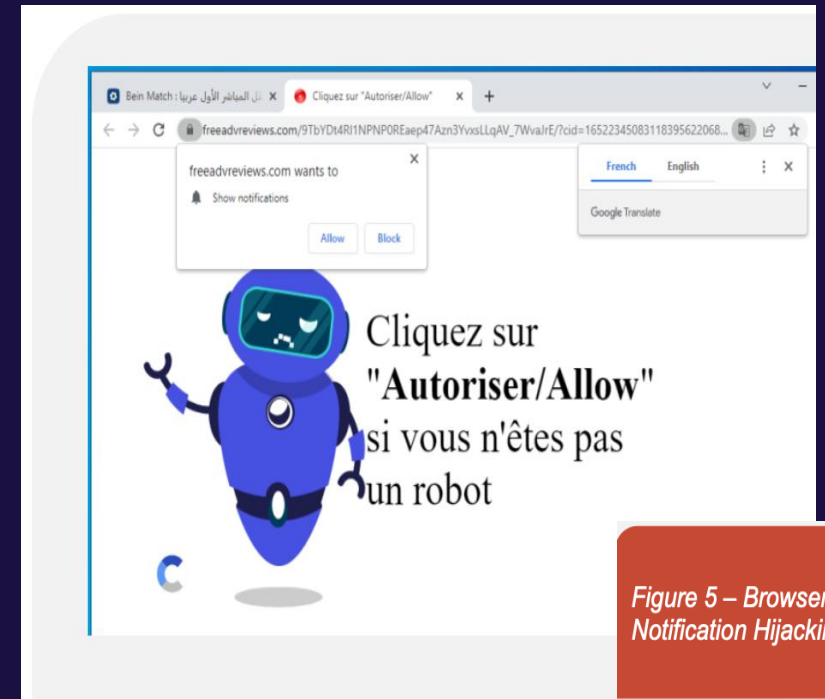 Bein Match : نقل المباشر الأول عربيا
Cliquez sur "Autoriser/Allow"
freeadvreviews.com/9TbYDt4RI1NPNP0REaep47Azn3YvxsLLqAV_7WvaJrE/?cid=16522345083118395622068...
freeadvreviews.com wants to
Show notifications
Allow Block
French English
Google Translate
Cliquez sur
"Autoriser/Allow"
si vous n'êtes pas
un robot
Figure 5 – Browser
Notification Hijacki